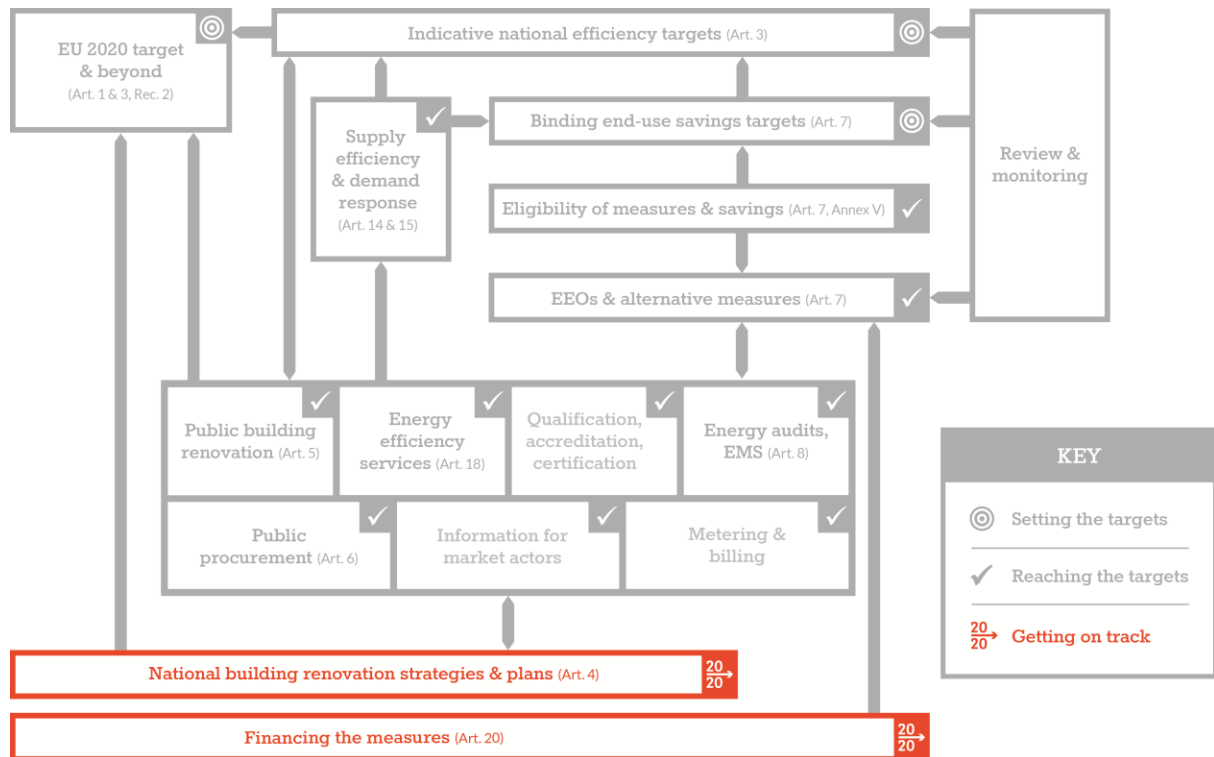 EU 2020 target
& beyond
(Art. 1 & 3, Rec. 2)
Indicative national efficiency targets (Art. 3)
Supply
efficiency
& demand
response
(Art. 14 & 15)
Binding end-use savings targets (Art. 7)
Eligibility of measures & savings (Art. 7, Annex V)
EEOs & alternative measures (Art. 7)
Review &
monitoring
Public building
renovation (Art. 5)
Energy
efficiency
services (Art. 18)
Qualification,
accreditation,
certification
Energy audits,
EMS (Art. 8)
Public
procurement (Art. 6)
Information for
market actors
Metering &
billing
National building renovation strategies & plans (Art. 4)
20
20
Financing the measures (Art. 20)
20
20
KEY
Setting the targets
Reaching the targets
20
20
Getting on track